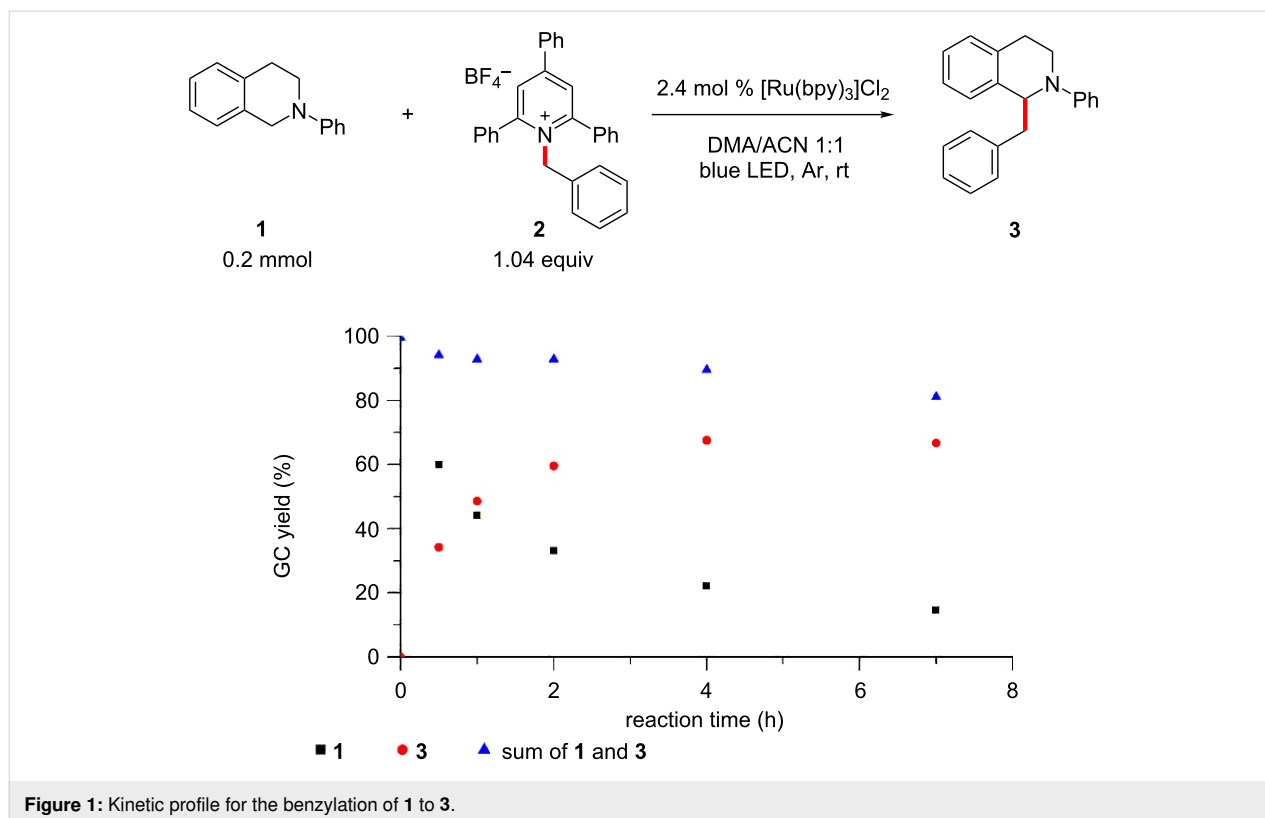 Ph
BF4−
2.4 mol % [Ru(bpy)3]Cl2
N
Ph
+
Ph
+
N
Ph
N
Ph
DMA/ACN 1:1
blue LED, Ar, rt
1
2
3
0.2 mmol
1.04 equiv
100
80
60
40
20
0
GC yield (%)
0 2 4 6 8
reaction time (h)
1 3 sum of 1 and 3
Figure 1: Kinetic profile for the benzylation of 1 to 3.